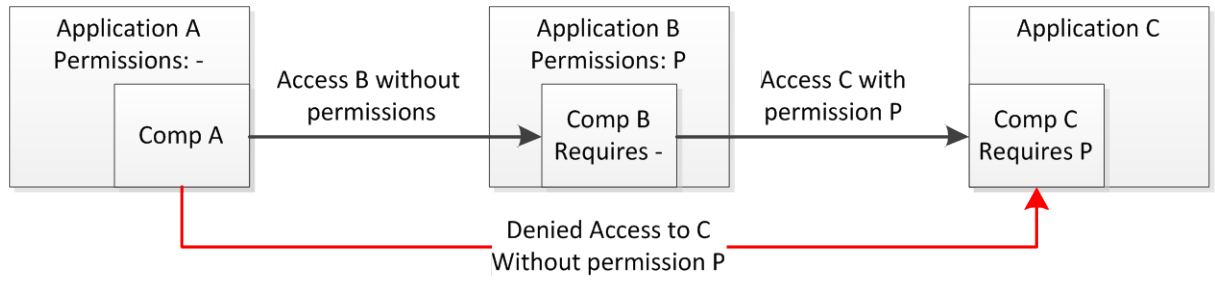 Application A
Permissions: -
Comp A
Access B without
permissions
Application B
Permissions: P
Comp B
Requires -
Access C with
permission P
Application C
Comp C
Requires P
Denied Access to C
Without permission P